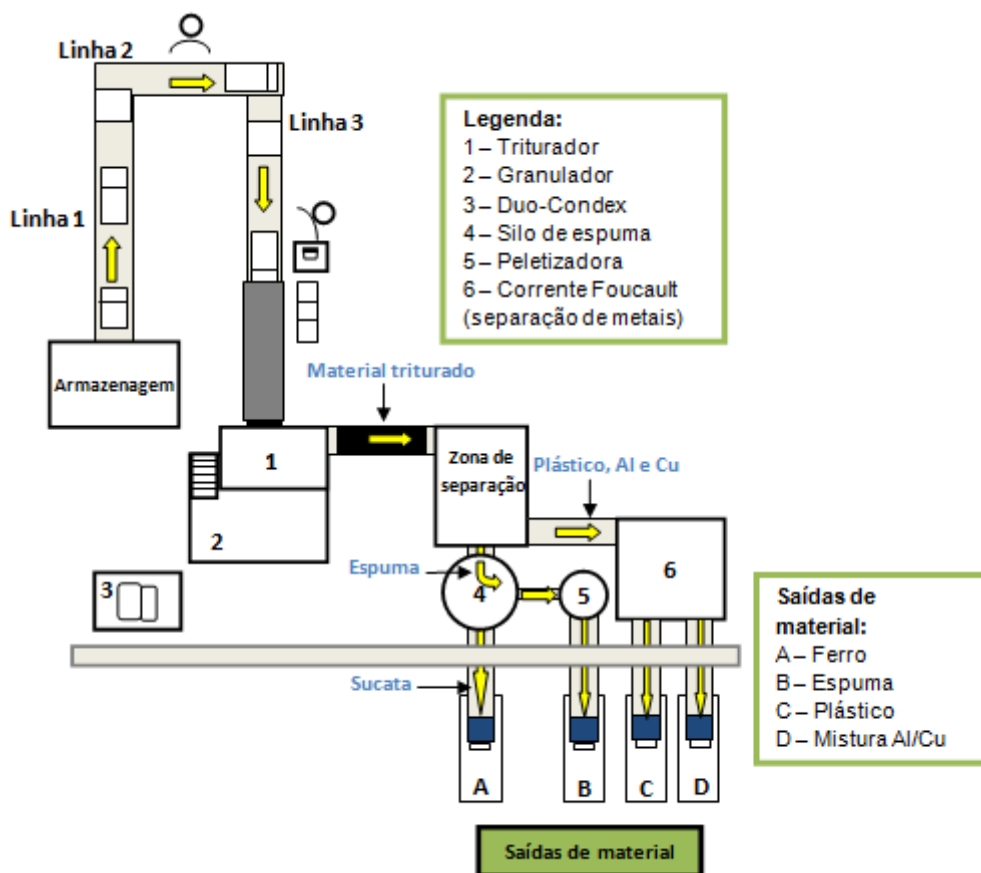 Linha 2
Linha 3
Linha 1
Legenda:
1 – Triturador
2 – Granulador
3 – Duo-Condex
4 – Silo de espuma
5 – Peletizadora
6 – Corrente Foucault
(separação de metais)
Armazenagem
Material triturado
1
2
Zona de
separação
Plástico, Al e Cu
Espuma
3
4
5
6
Sucata
Saídas de
material:
A – Ferro
B – Espuma
C – Plástico
D – Mistura Al/Cu
A
B
C
D
Saídas de material